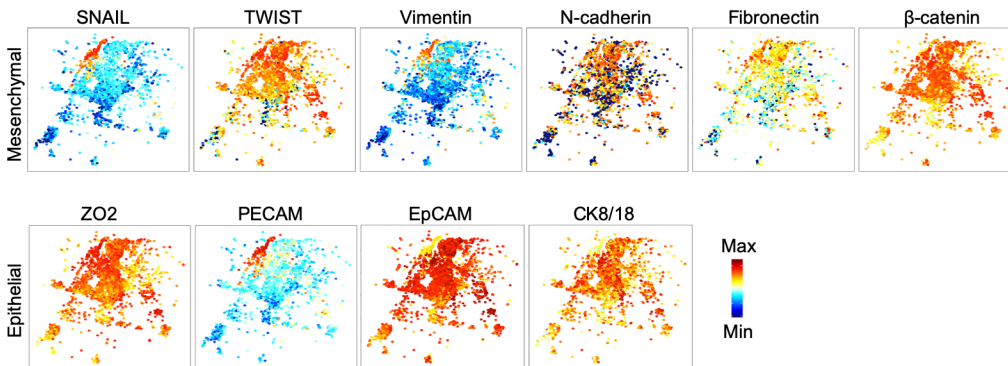 SNAIL TWIST Vimentin N-cadherin Fibronectin β-catenin
Mesenchymal
ZO2 PECAM EpCAM CK8/18
Epithelial
Max
Min